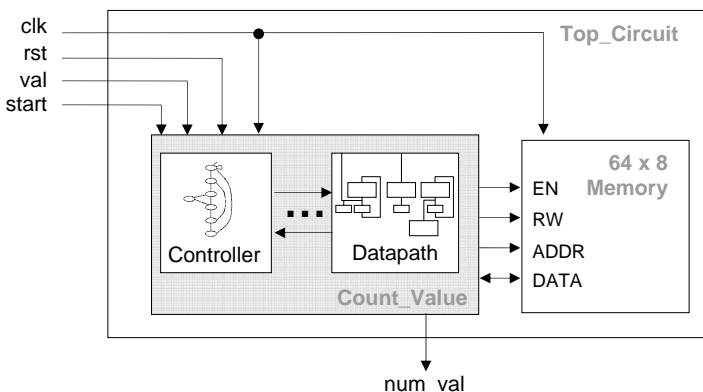 clk
Top_Circuit
rst
val
start
64 x 8
Memory
EN
RW
ADDR
DATA
Controller
...
Datapath
Count_Value
num_val